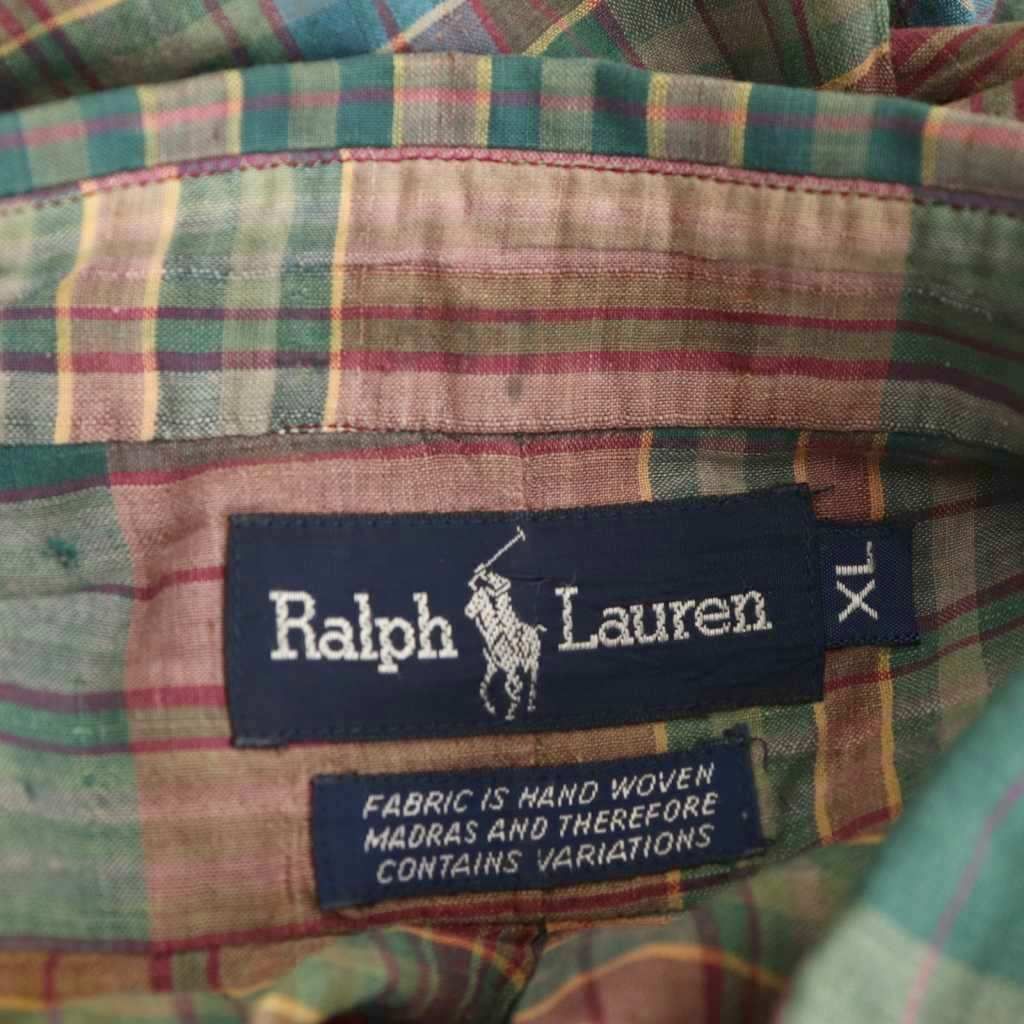 Ralph Lauren
XL
FABRIC IS HAND WOVEN
MADRAS AND THEREFORE
CONTAINS VARIATIONS